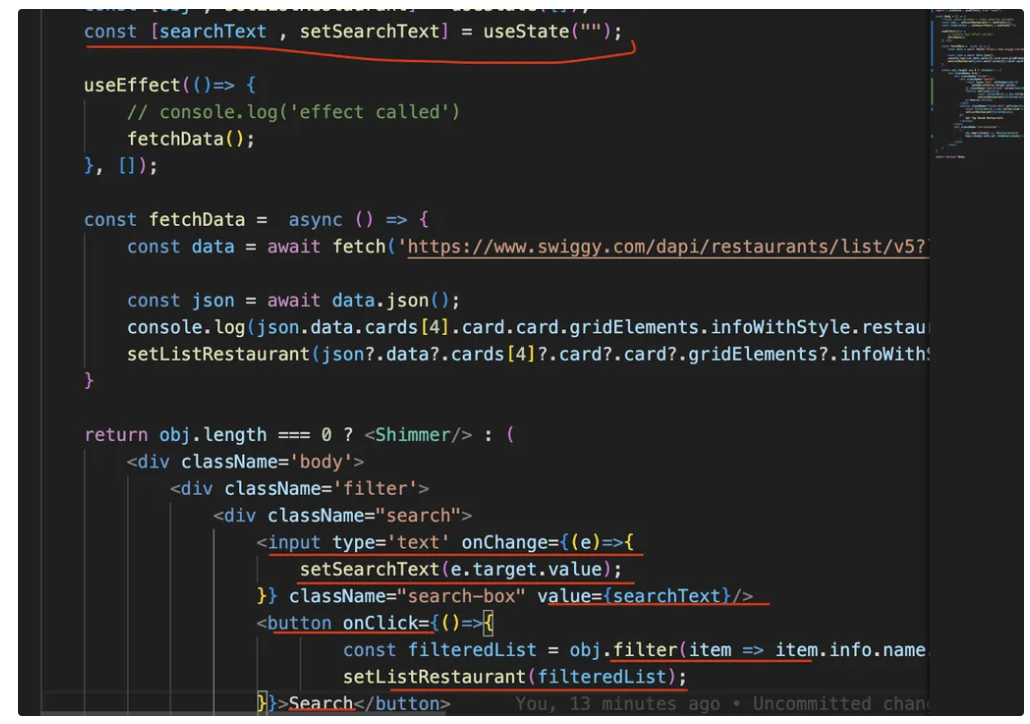 const [obj , setListRestaurant] = useState([]);
const [searchText , setSearchText] = useState("");
useEffect(()=> {
// console.log('effect called')
fetchData();
}, []);
const fetchData =  async () => {
const data = await fetch('https://www.swiggy.com/dapi/restaurants/list/v5?
const json = await data.json();
console.log(json.data.cards[4].card.card.gridElements.infoWithStyle.restau
setListRestaurant(json?.data?.cards[4]?.card?.card?.gridElements?.infoWith
}
return obj.length === 0 ? <Shimmer/> : (
<div className='body'>
<div className='filter'>
<div className="search">
<input type='text' onChange={(e)=>{
setSearchText(e.target.value);
}} className="search-box" value={searchText}/>
<button onClick={()=>{
const filteredList = obj.filter(item => item.info.name.
setListRestaurant(filteredList);
}}>Search</button> You, 13 minutes ago • Uncommitted chan